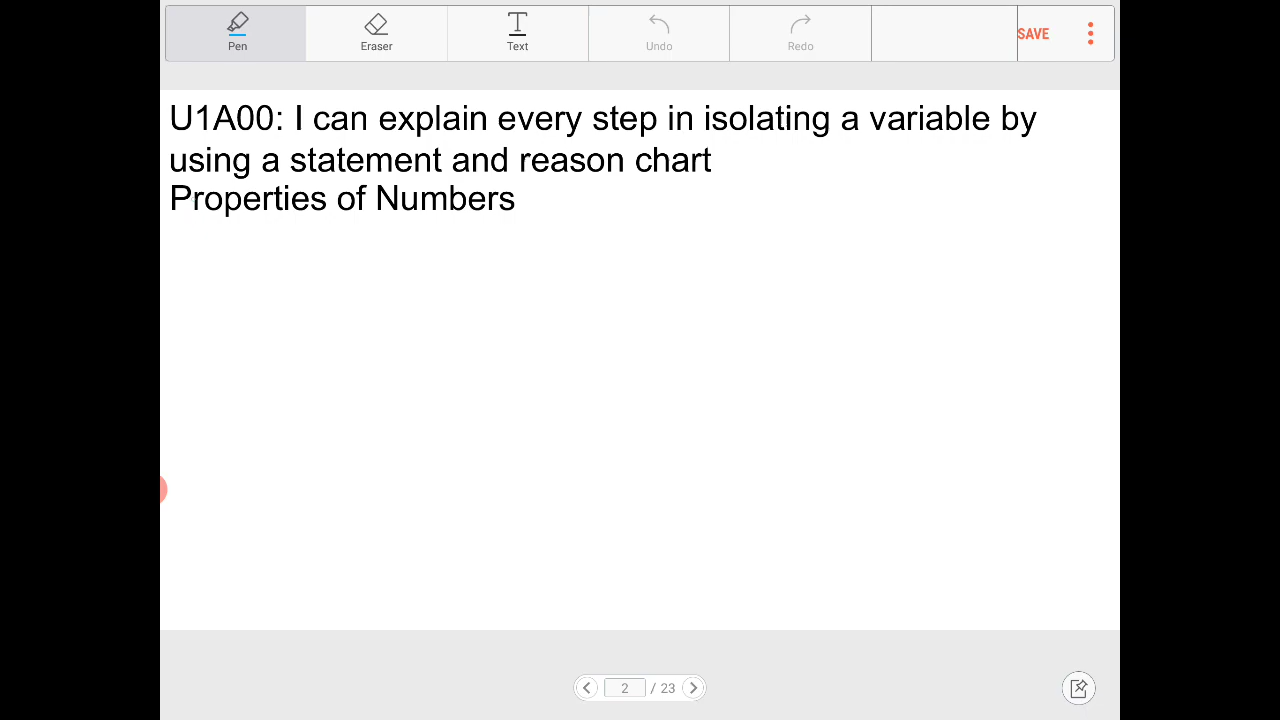 Pen Eraser Text Undo Redo SAVE
U1A00: I can explain every step in isolating a variable by
using a statement and reason chart
Properties of Numbers
2 / 23